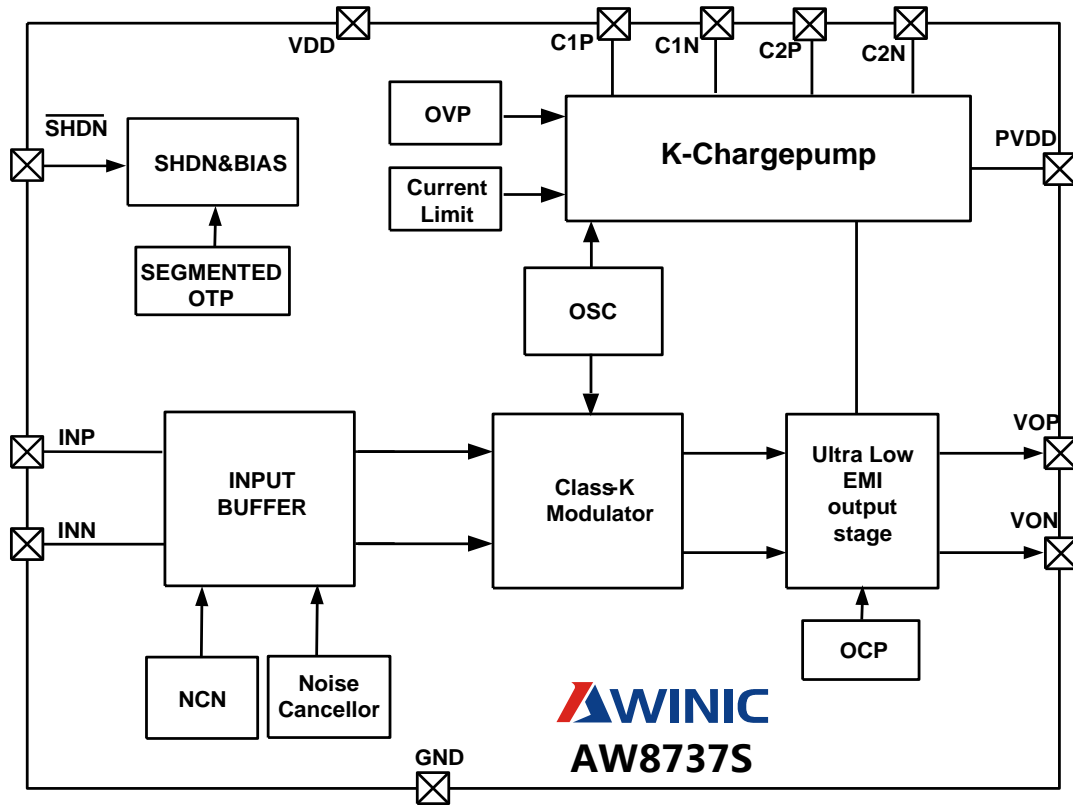 VDD
C1P
C1N
C2P
C2N
SHDN
SHDN&BIAS
SEGMENTED
OTP
OVP
Current
Limit
K-Chargepump
PVDD
OSC
INP
INN
INPUT
BUFFER
Class-K
Modulator
Ultra Low
EMI
output
stage
VOP
VON
NCN
Noise
Cancellor
OCP
AWINIC
AW8737S
GND